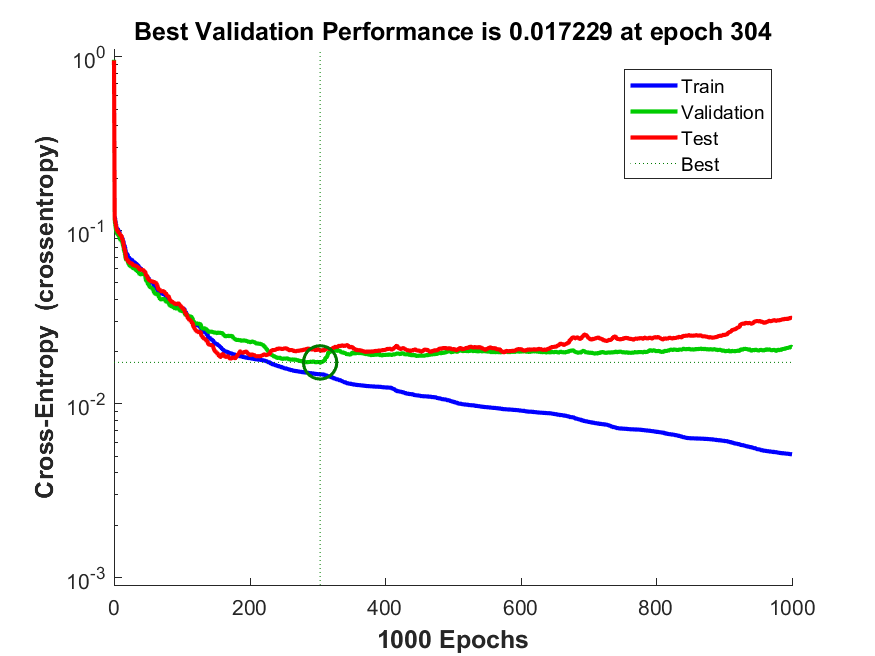 Best Validation Performance is 0.017229 at epoch 304
Cross-Entropy (crossentropy)
10^0
10^-1
10^-2
10^-3
Train
Validation
Test
Best
0 200 400 600 800 1000
1000 Epochs